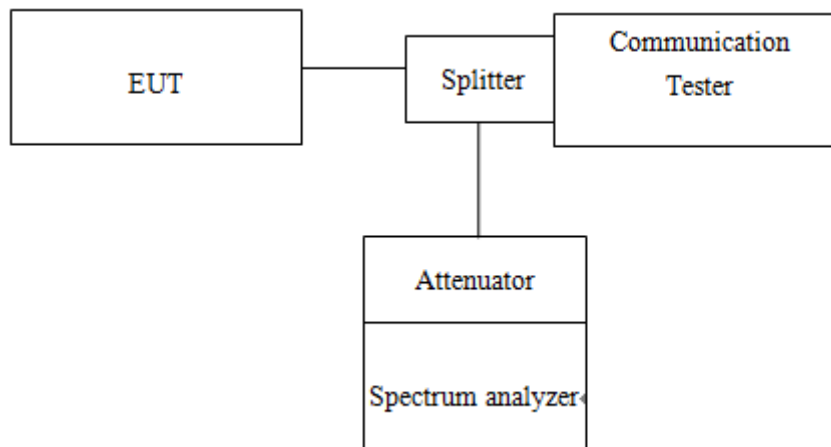 EUT
Splitter
Communication
Tester
Attenuator
Spectrum analyzer